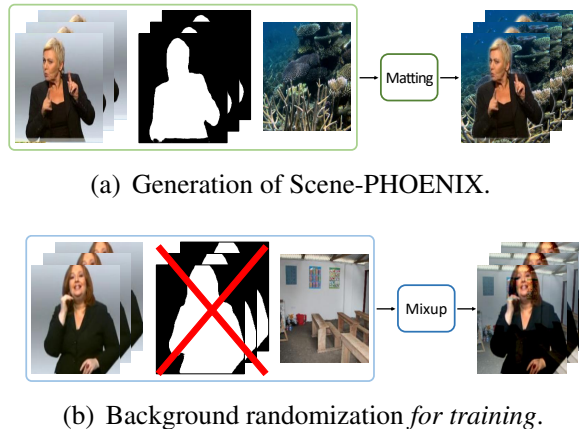 Matting
(a) Generation of Scene-PHOENIX.
Mixup
(b) Background randomization for training.